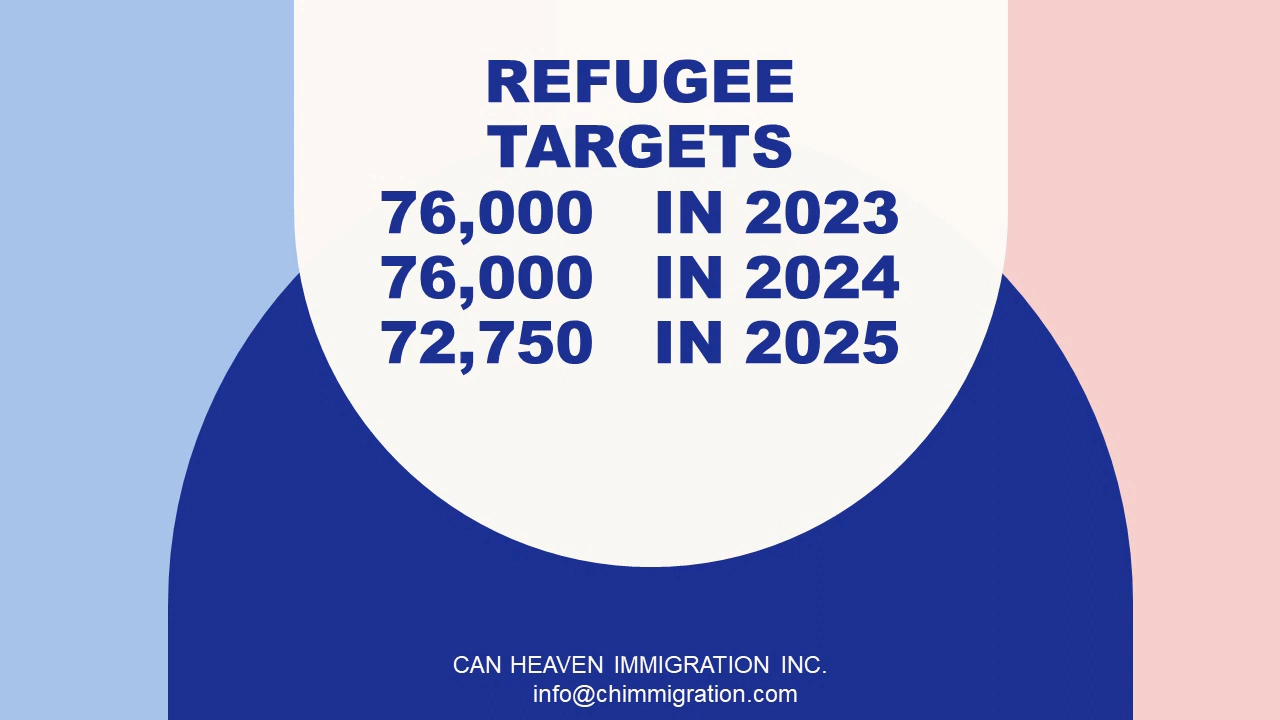 REFUGEE
TARGETS
76,000 IN 2023
76,000 IN 2024
72,750 IN 2025
CAN HEAVEN IMMIGRATION INC.
info@chimmigration.com